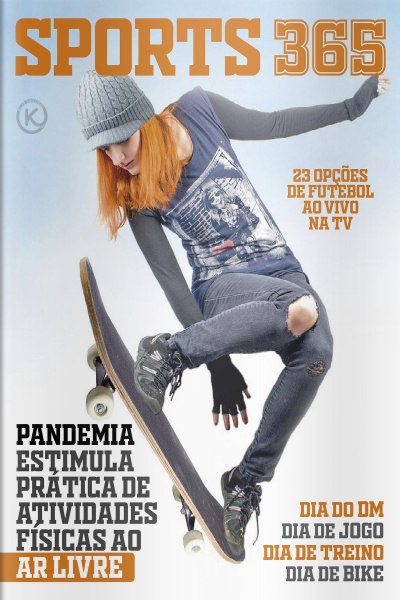 SPORTS 365
K
23 OPÇÕES
DE FUTEBOL
AO VIVO
NA TV
PANDEMIA
ESTIMULA
PRÁTICA DE
ATIVIDADES
FÍSICAS AO
AR LIVRE
DIA DO DM
DIA DE JOGO
DIA DE TREINO
DIA DE BIKE